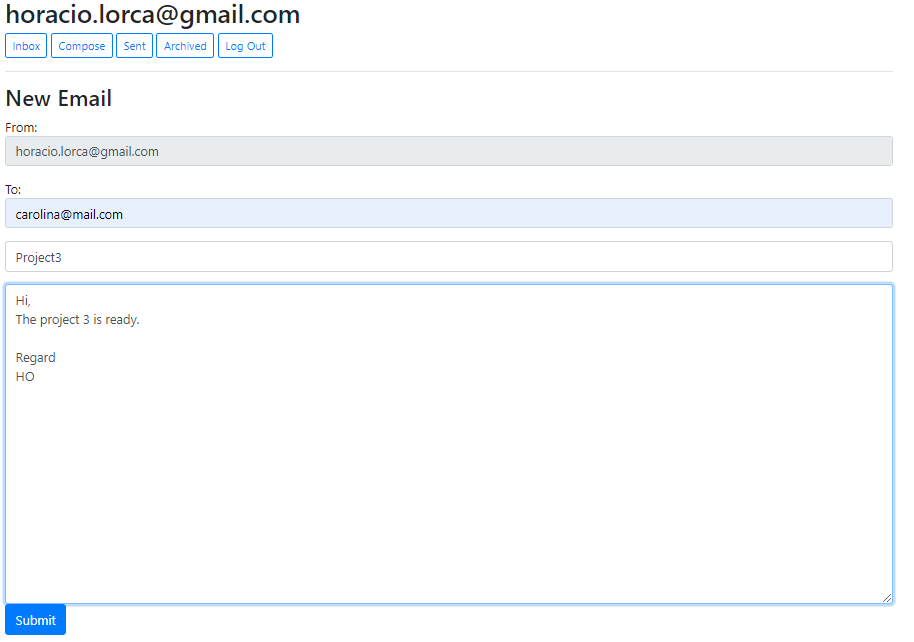 horacio.lorca@gmail.com
Inbox Compose Sent Archived Log Out
New Email
From:
horacio.lorca@gmail.com
To:
carolina@mail.com
Project3
Hi,
The project 3 is ready.
Regard
HO
Submit